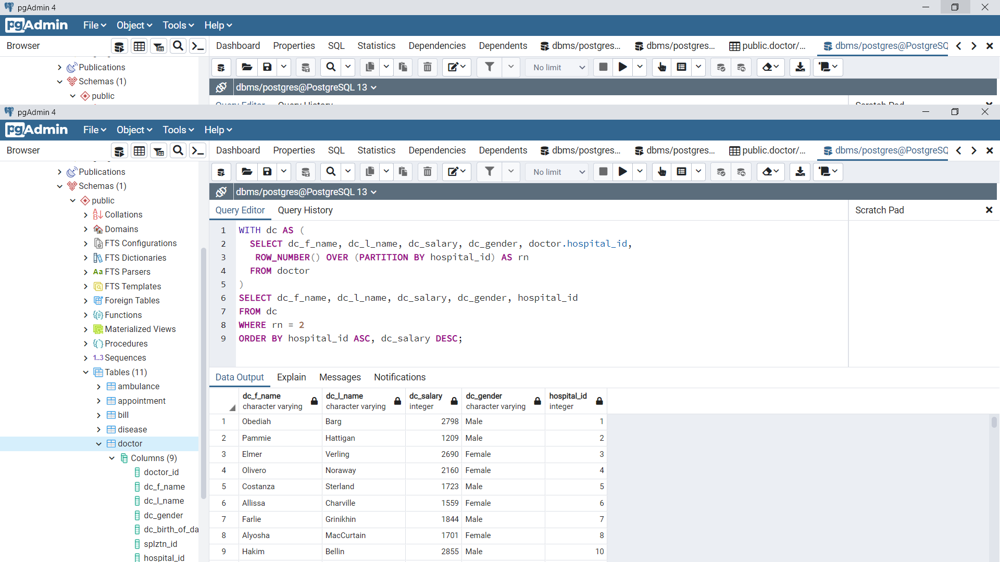 pgAdmin 4
pgAdmin File Object Tools Help
Browser Dashboard Properties SQL Statistics Dependencies Dependents dbms/postgres... dbms/postgres... public.doctor/... dbms/postgres@PostgreSQ
Publications No limit
Schemas (1)
public dbms/postgres@PostgreSQL 13
Query Editor Query History Scratch Pad
pgAdmin 4
pgAdmin File Object Tools Help
Browser Dashboard Properties SQL Statistics Dependencies Dependents dbms/postgres... dbms/postgres... public.doctor/... dbms/postgres@PostgreSQ
Publications No limit
Schemas (1)
public dbms/postgres@PostgreSQL 13
Collations
Domains
FTS Configurations
FTS Dictionaries
Aa FTS Parsers
FTS Templates
Foreign Tables
Functions
Materialized Views
Procedures
1..3 Sequences
Tables (11)
ambulance
appointment
bill
disease
doctor
Columns (9)
doctor_id
dc_f_name
dc_l_name
dc_gender
dc_birth_of_da
splztn_id
hospital_id
Query Editor Query History Scratch Pad
1 WITH dc AS (
2 SELECT dc_f_name, dc_l_name, dc_salary, dc_gender, doctor.hospital_id,
3 ROW_NUMBER() OVER (PARTITION BY hospital_id) AS rn
4 FROM doctor
5 )
6 SELECT dc_f_name, dc_l_name, dc_salary, dc_gender, hospital_id
7 FROM dc
8 WHERE rn = 2
9 ORDER BY hospital_id ASC, dc_salary DESC;
Data Output Explain Messages Notifications
dc_f_name dc_l_name dc_salary dc_gender hospital_id
character varying character varying integer character varying integer
1 Obediah Barg 2798 Male 1
2 Pammie Hattigan 1209 Male 2
3 Elmer Verling 2690 Female 3
4 Olivero Noraway 2160 Female 4
5 Costanza Sterland 1723 Male 5
6 Allissa Charville 1559 Female 6
7 Farlie Grinikhin 1844 Male 7
8 Alyosha MacCurtain 1701 Female 8
9 Hakim Bellin 2855 Male 10